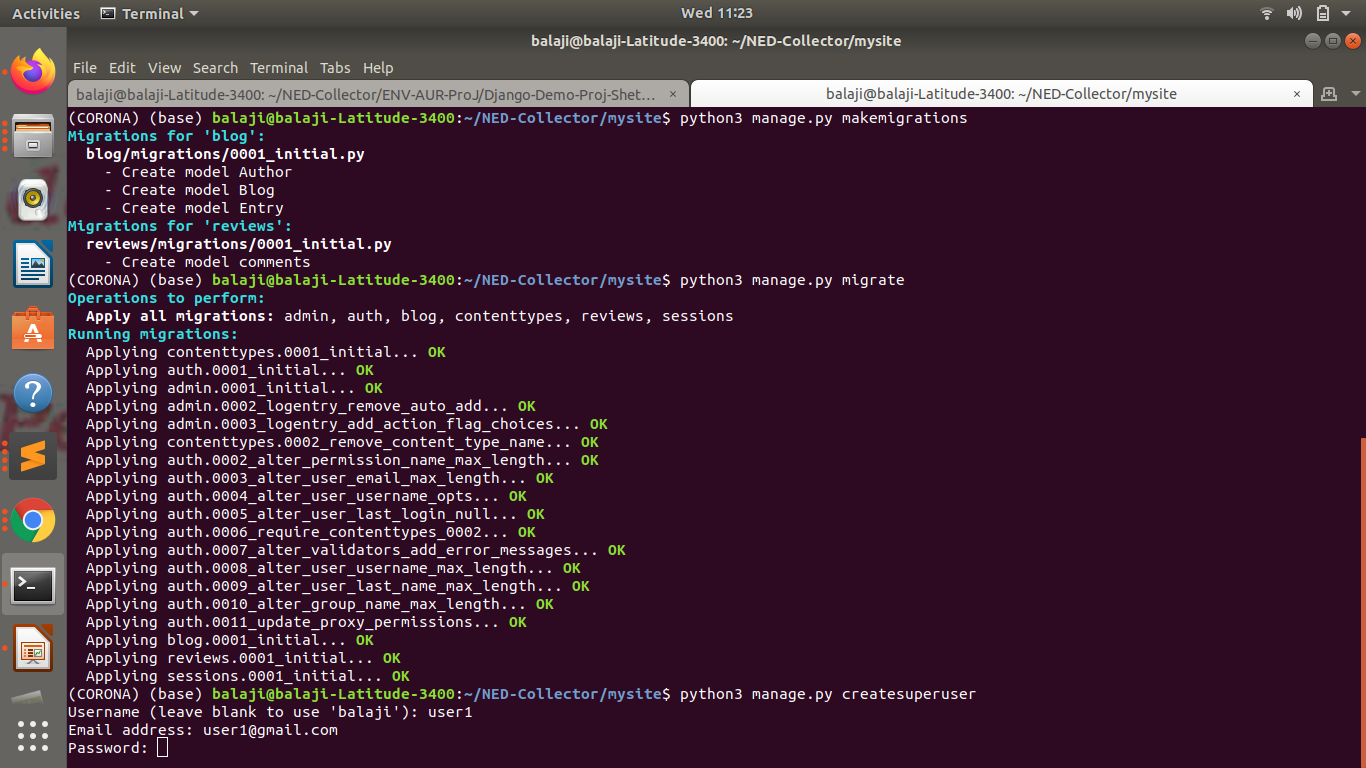 Activities Terminal Wed 11:23
balaji@balaji-Latitude-3400: ~/NED-Collector/mysite
File Edit View Search Terminal Tabs Help
balaji@balaji-Latitude-3400: ~/NED-Collector/ENV-AUR-ProJ/Django-Demo-Proj-Shet... × balaji@balaji-Latitude-3400: ~/NED-Collector/mysite ×
(CORONA) (base) balaji@balaji-Latitude-3400:~/NED-Collector/mysite$ python3 manage.py makemigrations
Migrations for 'blog':
  blog/migrations/0001_initial.py
    - Create model Author
    - Create model Blog
    - Create model Entry
Migrations for 'reviews':
  reviews/migrations/0001_initial.py
    - Create model comments
(CORONA) (base) balaji@balaji-Latitude-3400:~/NED-Collector/mysite$ python3 manage.py migrate
Operations to perform:
  Apply all migrations: admin, auth, blog, contenttypes, reviews, sessions
Running migrations:
  Applying contenttypes.0001_initial... OK
  Applying auth.0001_initial... OK
  Applying admin.0001_initial... OK
  Applying admin.0002_logentry_remove_auto_add... OK
  Applying admin.0003_logentry_add_action_flag_choices... OK
  Applying contenttypes.0002_remove_content_type_name... OK
  Applying auth.0002_alter_permission_name_max_length... OK
  Applying auth.0003_alter_user_email_max_length... OK
  Applying auth.0004_alter_user_username_opts... OK
  Applying auth.0005_alter_user_last_login_null... OK
  Applying auth.0006_require_contenttypes_0002... OK
  Applying auth.0007_alter_validators_add_error_messages... OK
  Applying auth.0008_alter_user_username_max_length... OK
  Applying auth.0009_alter_user_last_name_max_length... OK
  Applying auth.0010_alter_group_name_max_length... OK
  Applying auth.0011_update_proxy_permissions... OK
  Applying blog.0001_initial... OK
  Applying reviews.0001_initial... OK
  Applying sessions.0001_initial... OK
(CORONA) (base) balaji@balaji-Latitude-3400:~/NED-Collector/mysite$ python3 manage.py createsuperuser
Username (leave blank to use 'balaji'): user1
Email address: user1@gmail.com
Password: